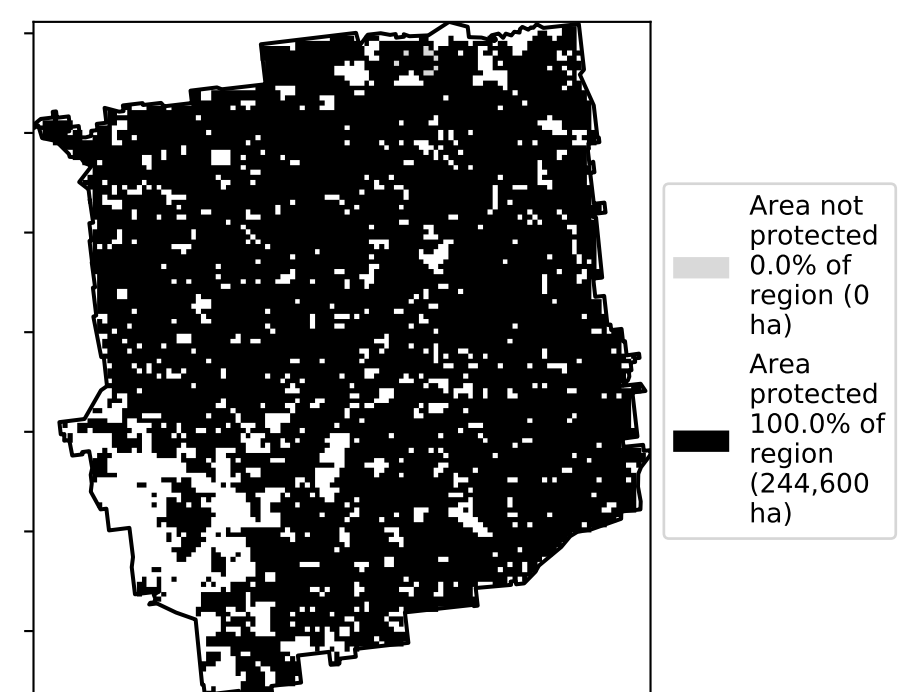 Area not
protected
0.0% of
region (0
ha)
Area
protected
100.0% of
region
(244,600
ha)